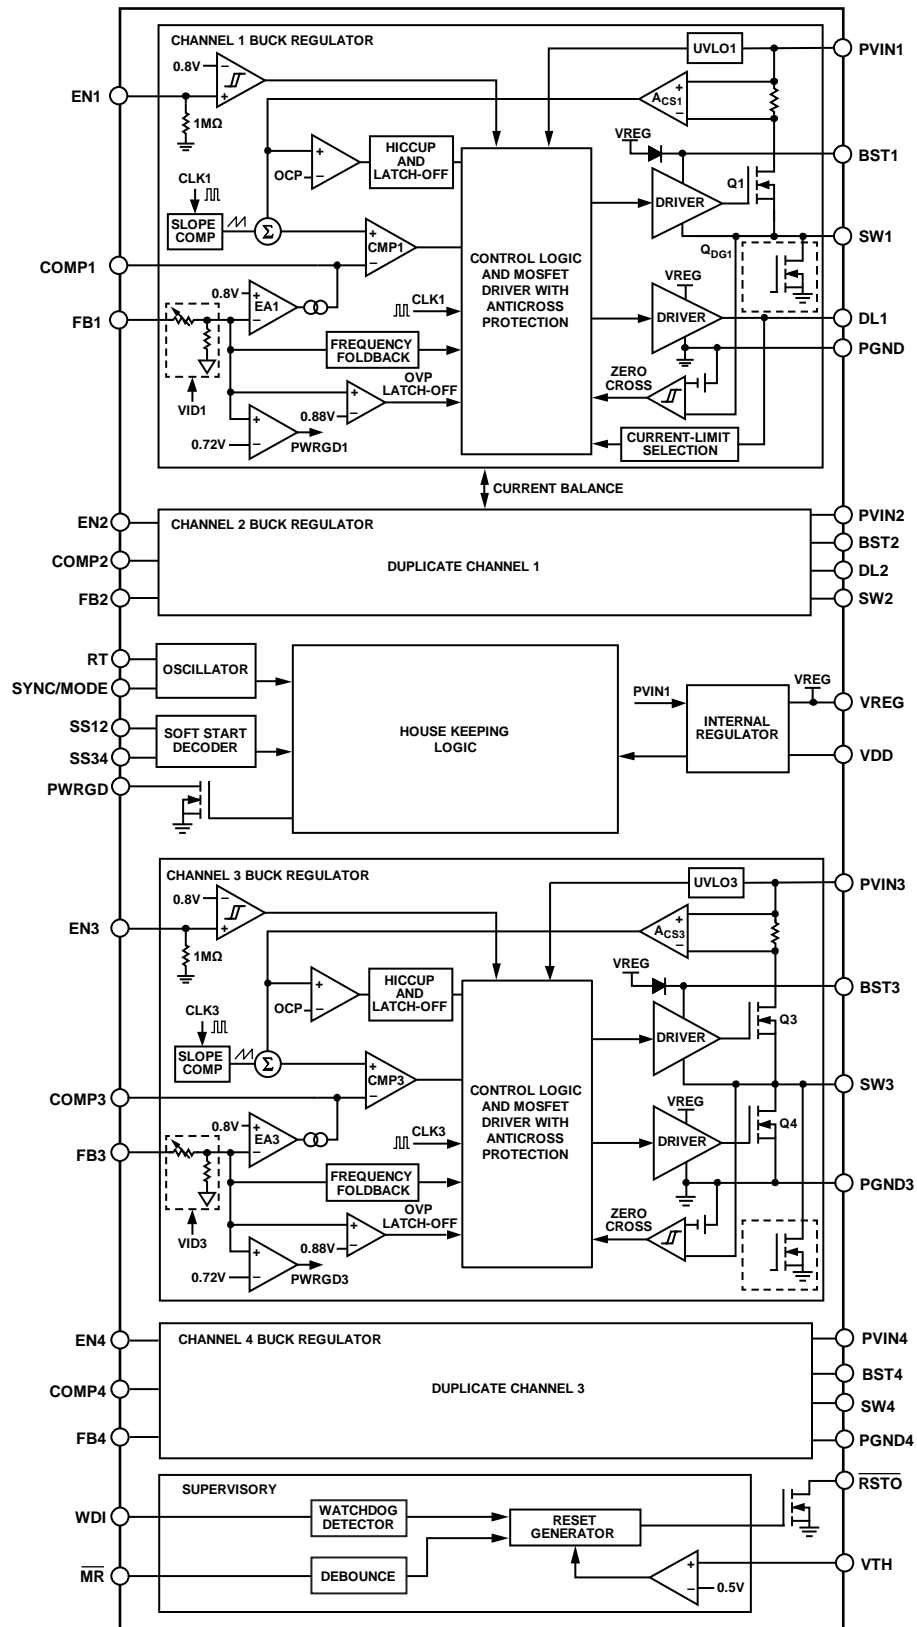 CHANNEL 1 BUCK REGULATOR
UVLO1
PVIN1
0.8V
−
+
EN1
1MΩ
ACS1
+
−
VREG
BST1
HICCUP
AND
LATCH-OFF
+
OCP
−
CLK1
Q1
DRIVER
SLOPE
COMP
Σ
+
CMP1
−
SW1
QDG1
COMP1
CONTROL LOGIC
AND MOSFET
DRIVER WITH
ANTICROSS
PROTECTION
0.8V
+
EA1
−
VREG
CLK1
FB1
DRIVER
DL1
FREQUENCY
FOLDBACK
PGND
VID1
OVP
LATCH-OFF
ZERO
CROSS
+
0.88V
−
+
0.72V
−
PWRGD1
CURRENT-LIMIT
SELECTION
CURRENT BALANCE
EN2
CHANNEL 2 BUCK REGULATOR
PVIN2
BST2
COMP2
DUPLICATE CHANNEL 1
DL2
FB2
SW2
RT
OSCILLATOR
SYNC/MODE
PVIN1
VREG
VREG
SS12
SOFT START
DECODER
HOUSE KEEPING
LOGIC
INTERNAL
REGULATOR
SS34
VDD
PWRGD
CHANNEL 3 BUCK REGULATOR
UVLO3
PVIN3
0.8V
−
+
EN3
1MΩ
ACS3
+
−
VREG
BST3
HICCUP
AND
LATCH-OFF
+
OCP
−
CLK3
Q3
DRIVER
SLOPE
COMP
Σ
+
CMP3
−
SW3
COMP3
CONTROL LOGIC
AND MOSFET
DRIVER WITH
ANTICROSS
PROTECTION
0.8V
+
EA3
−
VREG
CLK3
Q4
FB3
DRIVER
FREQUENCY
FOLDBACK
PGND3
VID3
OVP
LATCH-OFF
ZERO
CROSS
+
0.88V
−
+
0.72V
−
PWRGD3
EN4
CHANNEL 4 BUCK REGULATOR
PVIN4
BST4
COMP4
DUPLICATE CHANNEL 3
SW4
FB4
PGND4
SUPERVISORY
RSTO
WDI
WATCHDOG
DETECTOR
RESET
GENERATOR
MR
DEBOUNCE
+
−
0.5V
VTH